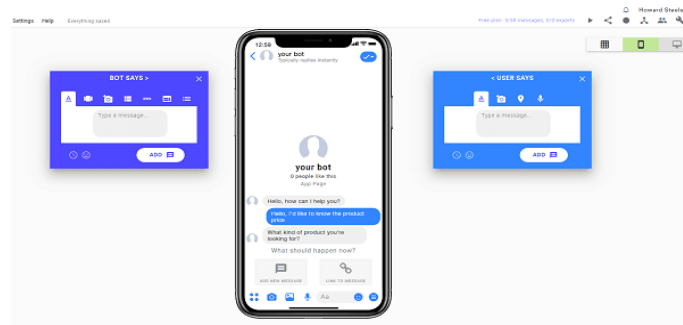 Howard Steele
Settings Help Everything saved
Free plan: 0/50 messages, 0/3 exports
12:59
your bot
Typically replies instantly
BOT SAYS >
Type a message...
ADD
< USER SAYS
Type a message...
ADD
your bot
0 people like this
App Page
Hello, how can I help you?
Hello, I'd like to know the product
price
What kind of product you're
looking for?
What should happen now?
ADD NEW MESSAGE
LINK TO MESSAGE
Aa